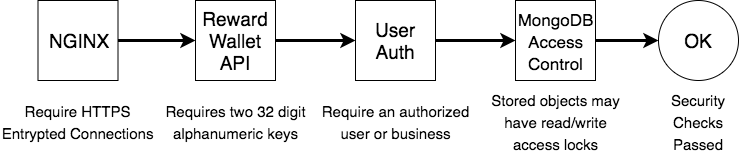 NGINX
Reward
Wallet
API
User
Auth
MongoDB
Access
Control
OK
Require HTTPS
Entrypted Connections
Requires two 32 digit
alphanumeric keys
Require an authorized
user or business
Stored objects may
have read/write
access locks
Security
Checks
Passed